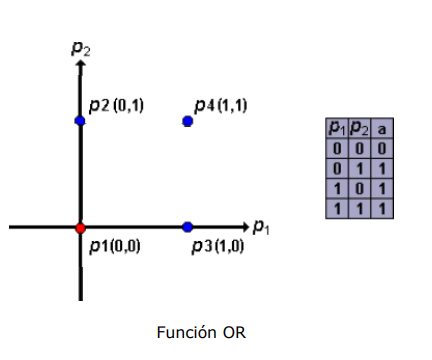 p2
p2(0,1)
p4(1,1)
p1
p1(0,0)
p3(1,0)
p1 p2 a
0 0 0
0 1 1
1 0 1
1 1 1
Función OR